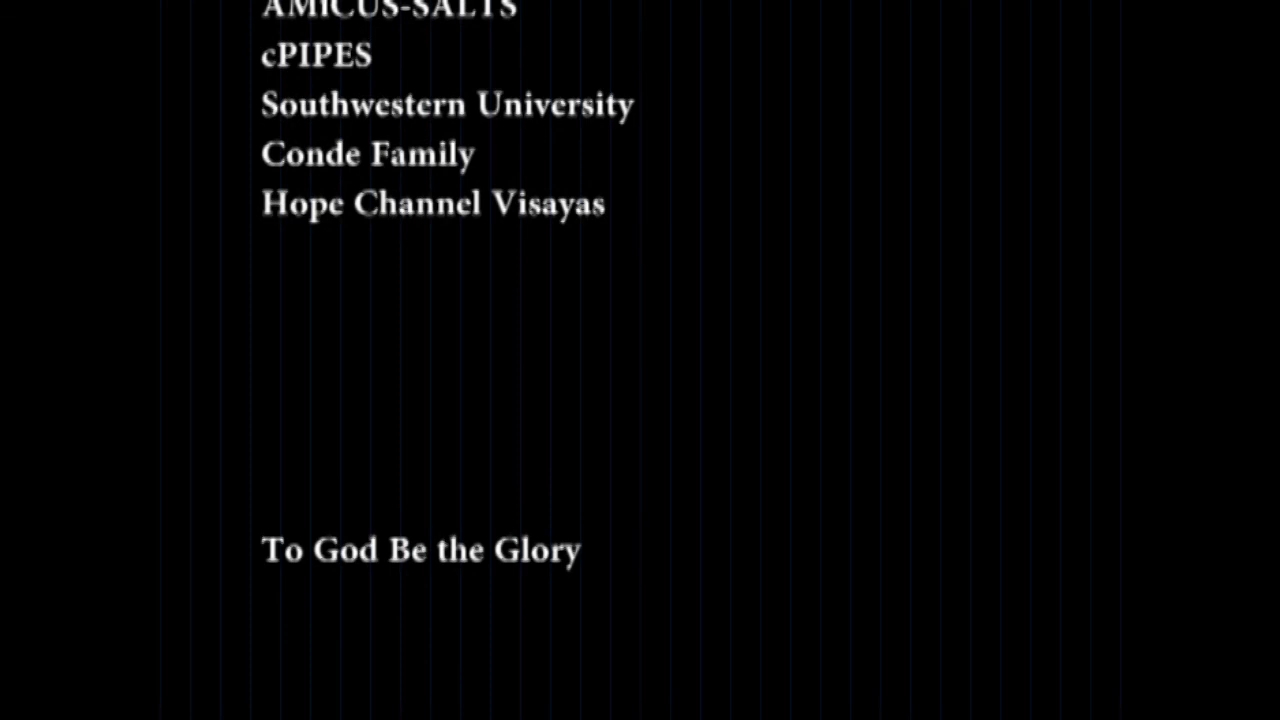 AMiCUS-SALTS
cPIPES
Southwestern University
Conde Family
Hope Channel Visayas
To God Be the Glory